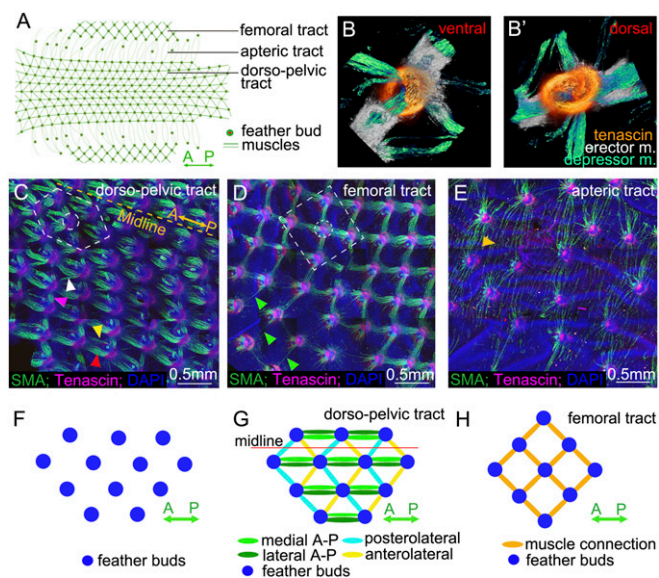 A
femoral tract
apteric tract
dorso-pelvic
tract
feather bud
muscles
A P
B
ventral
B'
dorsal
tenascin
erector m.
depressor m.
C
dorso-pelvic tract
Midline
A
P
SMA; Tenascin; DAPI
0.5mm
D
femoral tract
SMA; Tenascin; DAPI
0.5mm
E
apteric tract
SMA; Tenascin; DAPI
0.5mm
F
A P
feather buds
G
dorso-pelvic tract
midline
A P
medial A-P
posterolateral
lateral A-P
anterolateral
feather buds
H
femoral tract
A P
muscle connection
feather buds